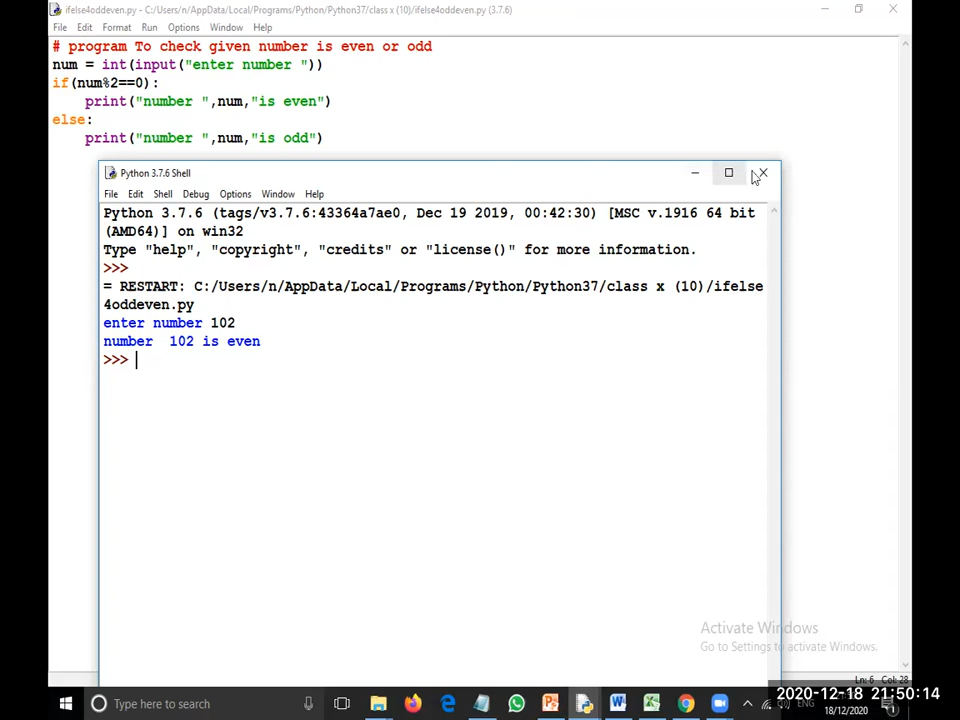 ifelse4oddeven.py - C:/Users/n/AppData/Local/Programs/Python/Python37/class x (10)/ifelse4oddeven.py (3.7.6)
File Edit Format Run Options Window Help
# program To check given number is even or odd
num = int(input("enter number "))
if(num%2==0):
    print("number ",num,"is even")
else:
    print("number ",num,"is odd")
Python 3.7.6 Shell
File Edit Shell Debug Options Window Help
Python 3.7.6 (tags/v3.7.6:43364a7ae0, Dec 19 2019, 00:42:30) [MSC v.1916 64 bit
(AMD64)] on win32
Type "help", "copyright", "credits" or "license()" for more information.
>>>
= RESTART: C:/Users/n/AppData/Local/Programs/Python/Python37/class x (10)/ifelse
4oddeven.py
enter number 102
number  102 is even
>>>
Activate Windows
Go to Settings to activate Windows.
Ln: 6 Col: 28
Type here to search
ENG
2020-12-18 21:50:14
18/12/2020